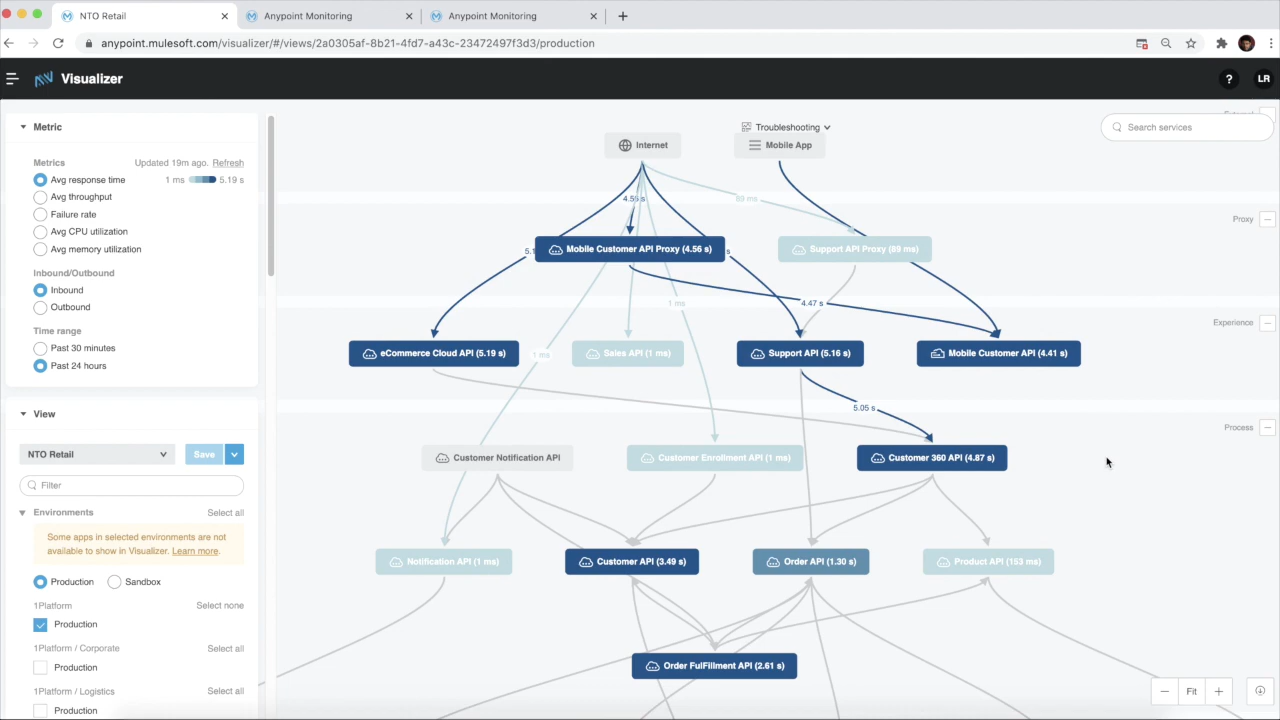 NTO Retail
Anypoint Monitoring
Anypoint Monitoring
anypoint.mulesoft.com/visualizer/#/views/2a0305af-8b21-4fd7-a43c-23472497f3d3/production
Visualizer
?
LR
Metric
Metrics
Updated 19m ago. Refresh
Avg response time
1 ms
5.19 s
Avg throughput
Failure rate
Avg CPU utilization
Avg memory utilization
Inbound/Outbound
Inbound
Outbound
Time range
Past 30 minutes
Past 24 hours
View
NTO Retail
Save
Filter
Environments
Select all
Some apps in selected environments are not
available to show in Visualizer. Learn more.
Production
Sandbox
1Platform
Select none
Production
1Platform / Corporate
Select all
Production
1Platform / Logistics
Select all
Production
Troubleshooting
Search services
Internet
Mobile App
89 ms
Proxy
Mobile Customer API Proxy (4.56 s)
Support API Proxy (89 ms)
1 ms
4.47 s
Experience
eCommerce Cloud API (5.19 s)
1 ms
Sales API (1 ms)
Support API (5.16 s)
Mobile Customer API (4.41 s)
5.05 s
Process
Customer Notification API
Customer Enrollment API (1 ms)
Customer 360 API (4.87 s)
Notification API (1 ms)
Customer API (3.49 s)
Order API (1.30 s)
Product API (163 ms)
Order FulFillment API (2.61 s)
Fit